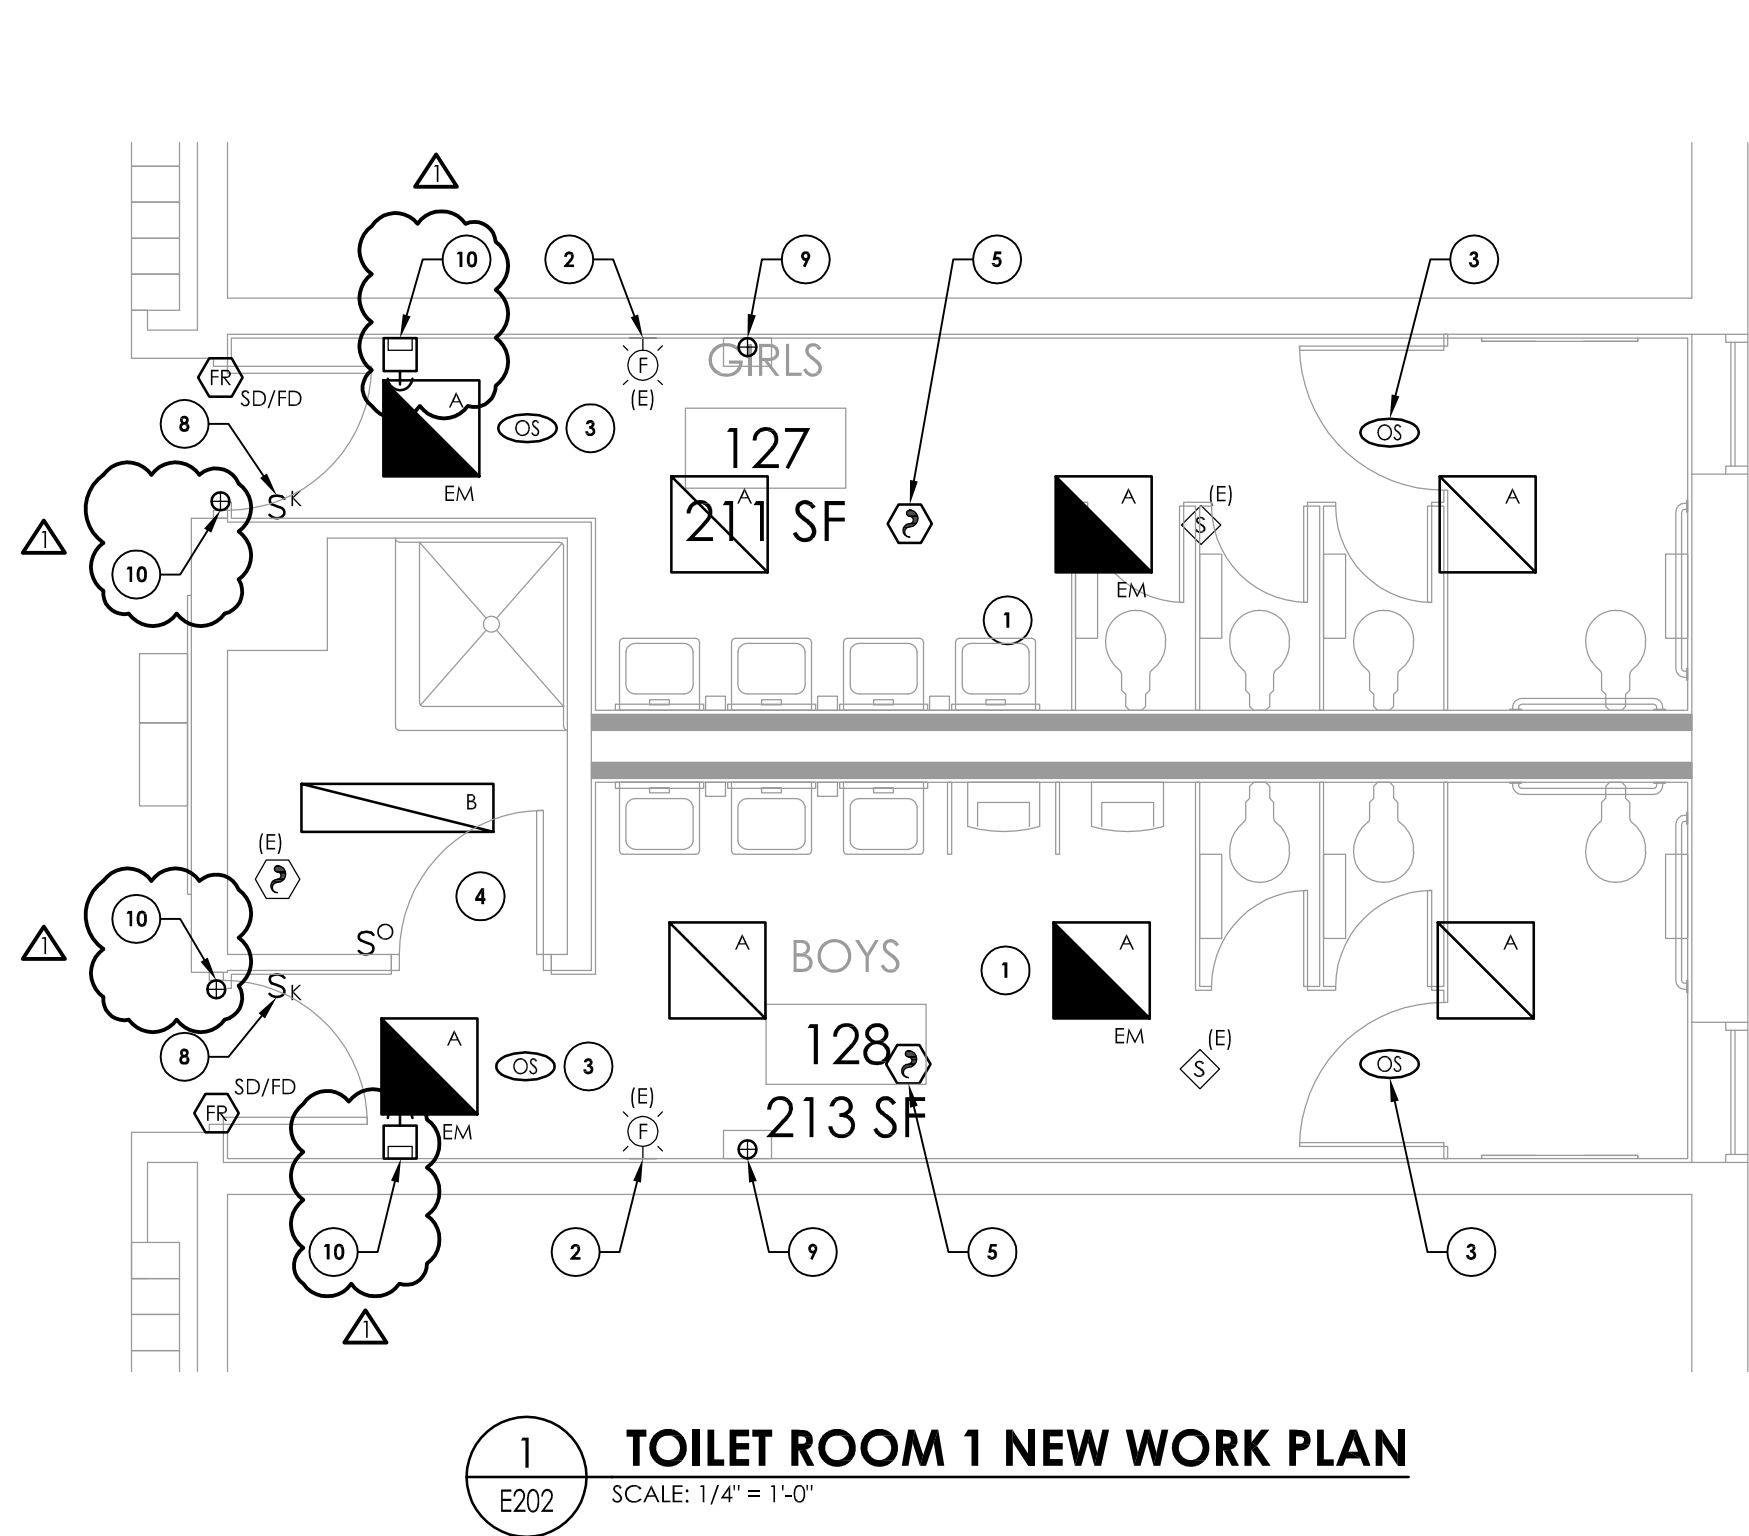 1
10
2
9
5
3
GIRLS
FR
SD/FD
F
(E)
A
OS
3
OS
8
127
EM
S K
A
211 SF
A
(E)
S
A
1
10
EM
1
B
(E)
10
4
1
S O
A
BOYS
1
A
A
S K
EM
(E)
S
8
A
OS
3
128
OS
SD/FD
FR
(E)
213 SF
EM
F
10
2
9
5
3
1
1
E202
TOILET ROOM 1 NEW WORK PLAN
SCALE: 1/4" = 1'-0"